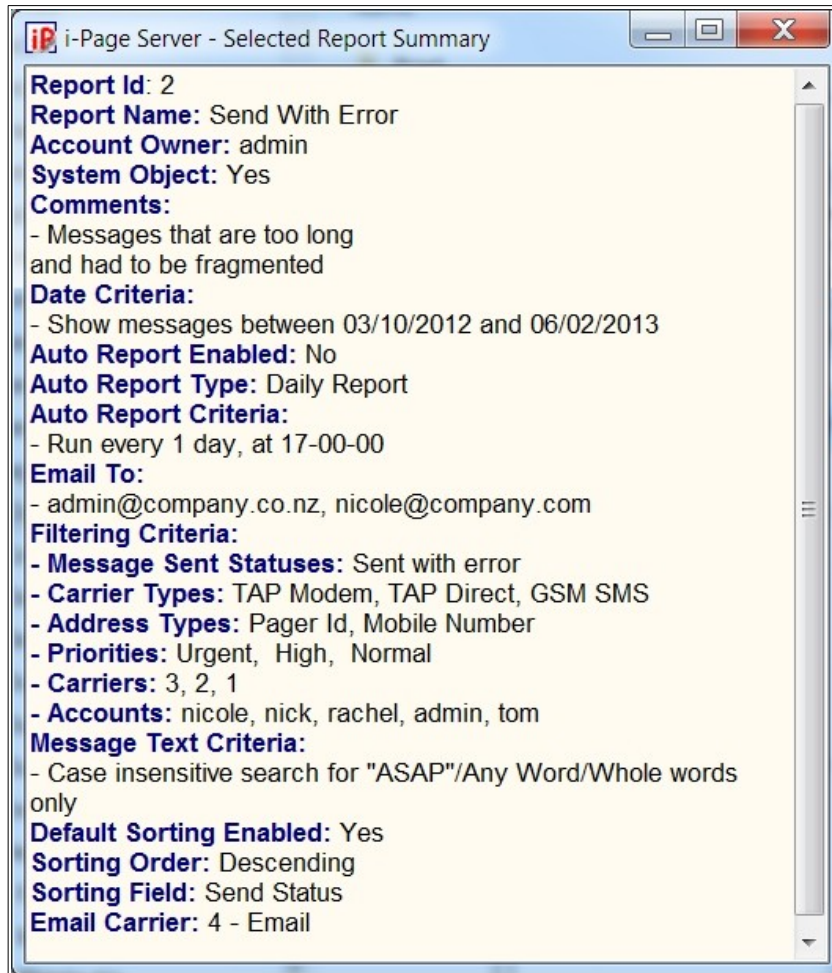 iP i-Page Server - Selected Report Summary
Report Id: 2
Report Name: Send With Error
Account Owner: admin
System Object: Yes
Comments:
- Messages that are too long
and had to be fragmented
Date Criteria:
- Show messages between 03/10/2012 and 06/02/2013
Auto Report Enabled: No
Auto Report Type: Daily Report
Auto Report Criteria:
- Run every 1 day, at 17-00-00
Email To:
- admin@company.co.nz, nicole@company.com
Filtering Criteria:
- Message Sent Statuses: Sent with error
- Carrier Types: TAP Modem, TAP Direct, GSM SMS
- Address Types: Pager Id, Mobile Number
- Priorities: Urgent,  High,  Normal
- Carriers: 3, 2, 1
- Accounts: nicole, nick, rachel, admin, tom
Message Text Criteria:
- Case insensitive search for "ASAP"/Any Word/Whole words
only
Default Sorting Enabled: Yes
Sorting Order: Descending
Sorting Field: Send Status
Email Carrier: 4 - Email